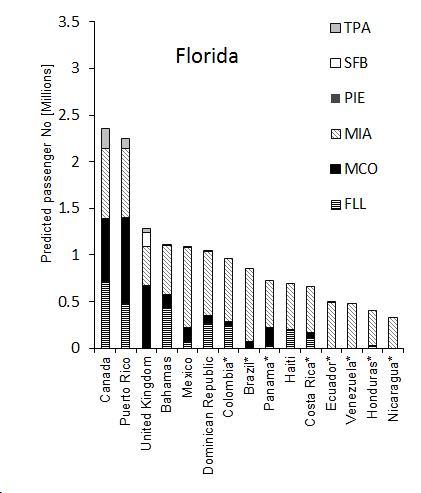 Florida
Predicted passenger No [Millions]
3.5
3
2.5
2
1.5
1
0.5
0
TPA
SFB
PIE
MIA
MCO
FLL
Canada
Puerto Rico
United Kingdom
Bahamas
Mexico
Dominican Republic
Colombia*
Brazil*
Panama*
Haiti
Costa Rica*
Ecuador*
Venezuela*
Honduras*
Nicaragua*